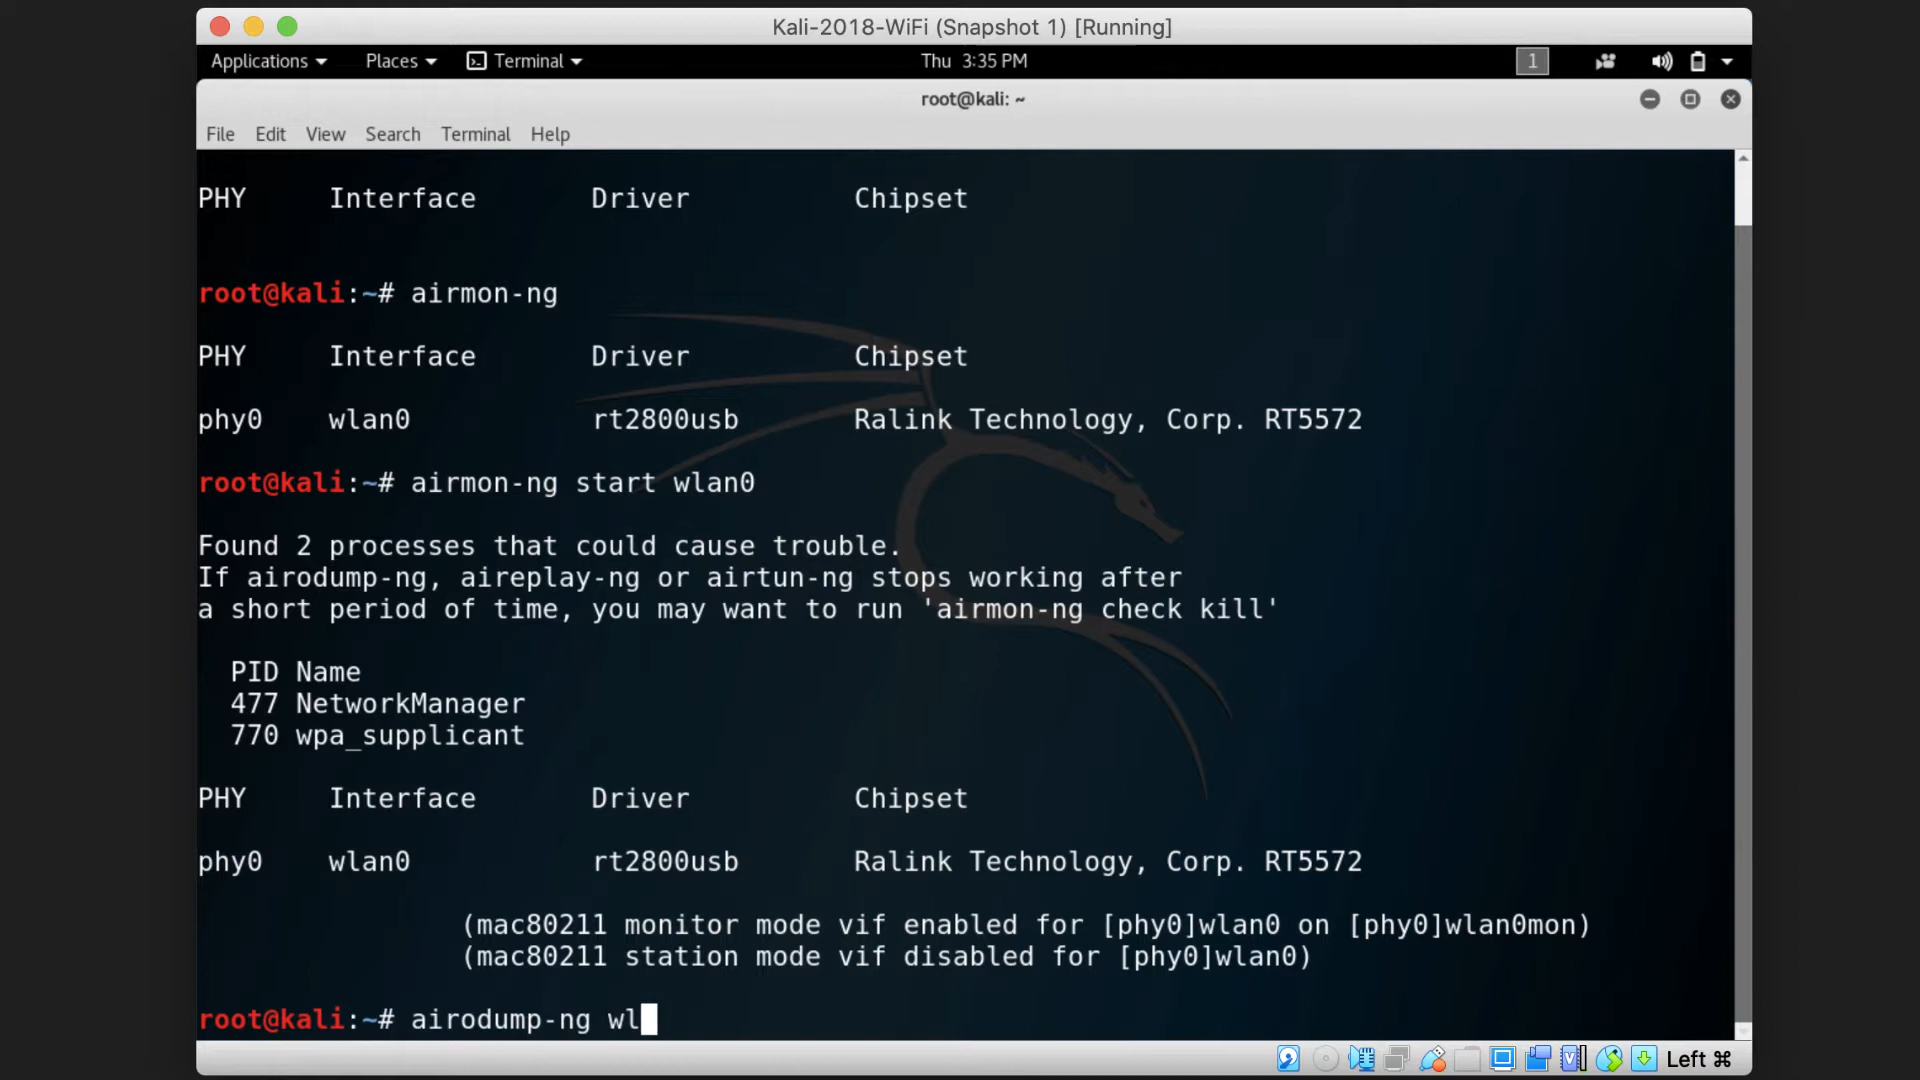 Kali-2018-WiFi (Snapshot 1) [Running]
Applications Places Terminal Thu 3:35 PM 1
root@kali: ~
File Edit View Search Terminal Help
PHY Interface Driver Chipset
root@kali:~# airmon-ng
PHY Interface Driver Chipset
phy0 wlan0 rt2800usb Ralink Technology, Corp. RT5572
root@kali:~# airmon-ng start wlan0
Found 2 processes that could cause trouble.
If airodump-ng, aireplay-ng or airtun-ng stops working after
a short period of time, you may want to run 'airmon-ng check kill'
PID Name
477 NetworkManager
770 wpa_supplicant
PHY Interface Driver Chipset
phy0 wlan0 rt2800usb Ralink Technology, Corp. RT5572
(mac80211 monitor mode vif enabled for [phy0]wlan0 on [phy0]wlan0mon)
(mac80211 station mode vif disabled for [phy0]wlan0)
root@kali:~# airodump-ng wl
Left ⌘